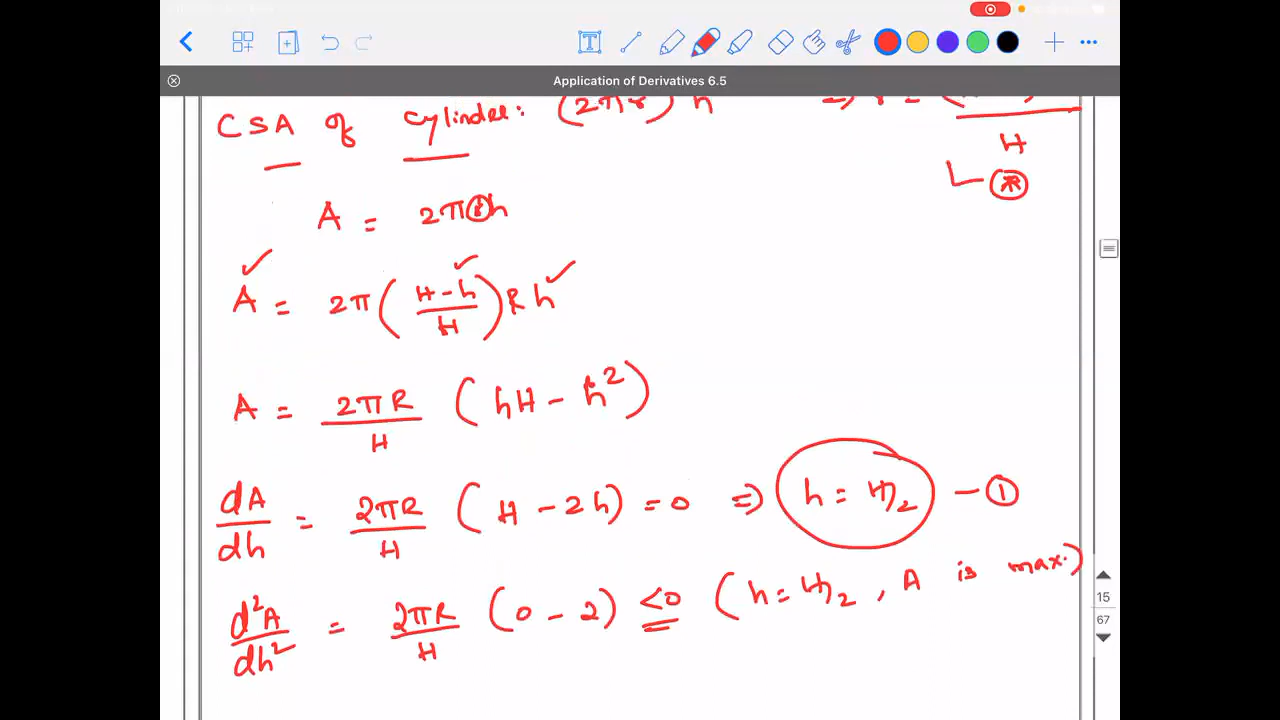 Application of Derivatives 6.5
CSA of cylinder: (2πr) h
H
A = 2πrh
A = 2π((H - h)/H) R h
A = 2πR/H (hH - h²)
dA/dh = 2πR/H (H - 2h) = 0 ⇒ h = H/2 - ①
d²A/dh² = 2πR/H (0 - 2) <0 (h = H/2, A is max.)
15
67